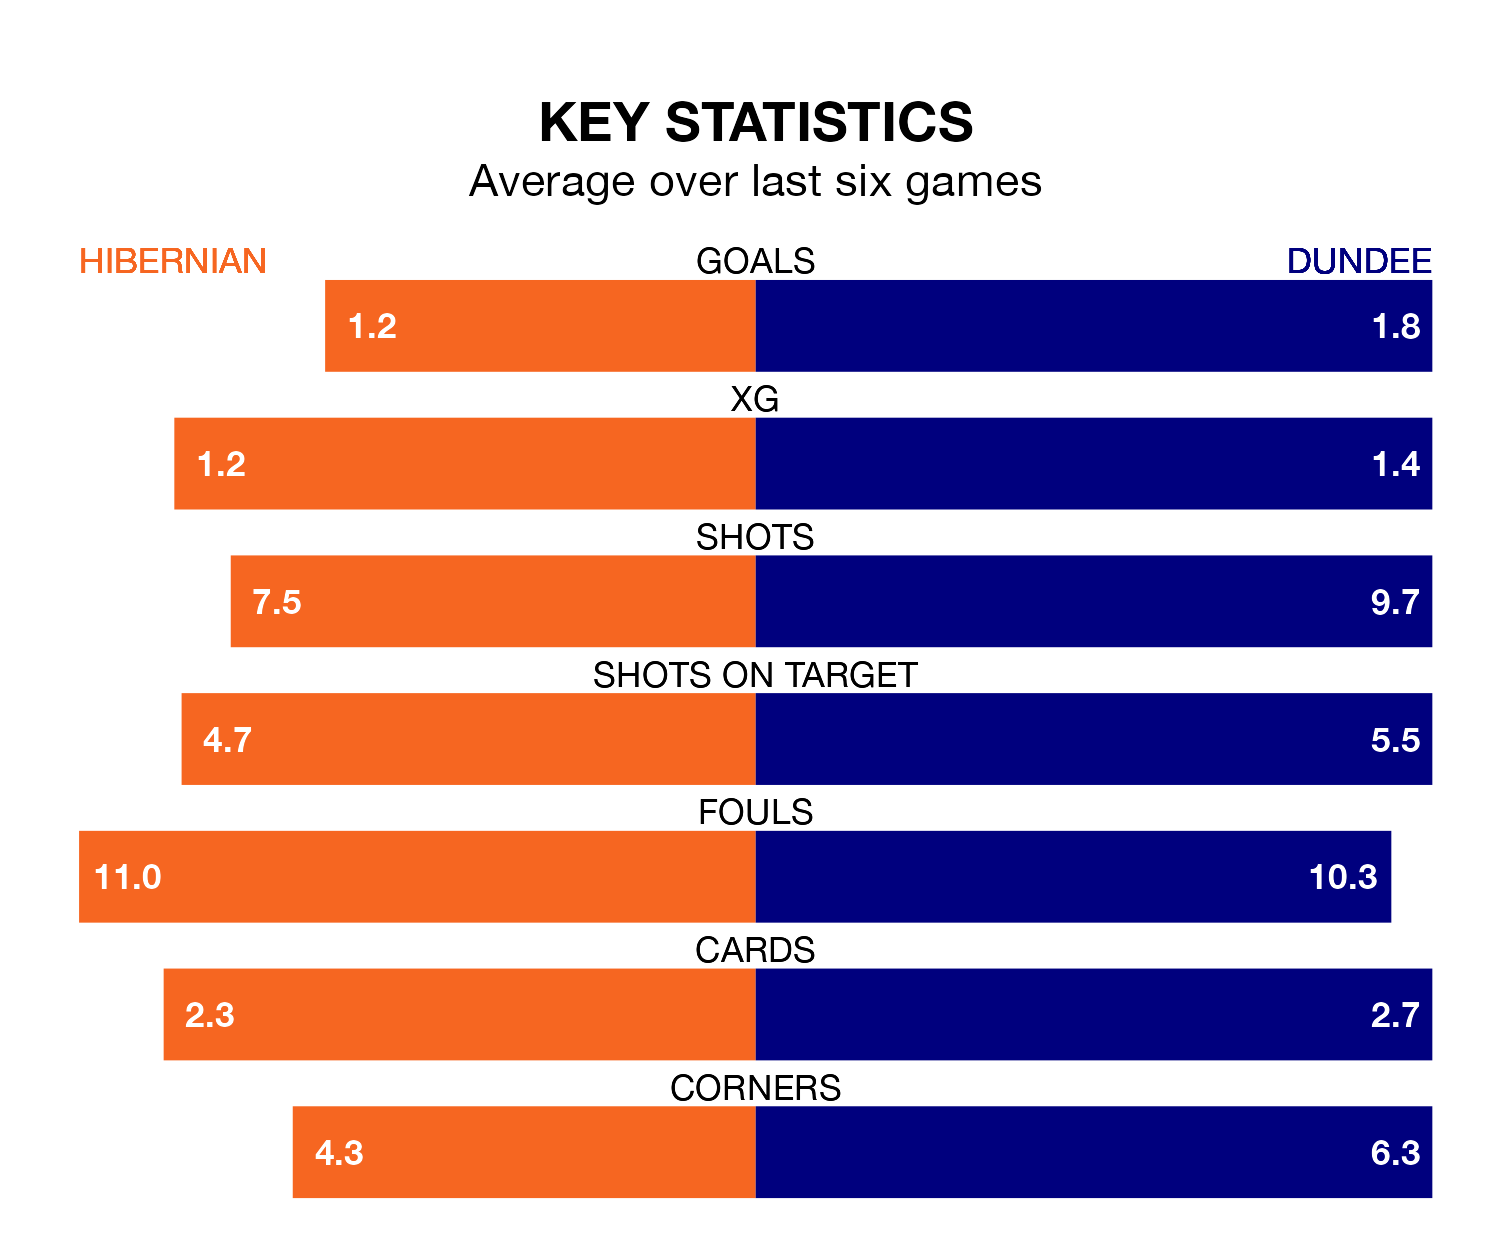 KEY STATISTICS
Average over last six games
HIBERNIAN GOALS DUNDEE
1.2 1.8
XG
1.2 1.4
SHOTS
7.5 9.7
SHOTS ON TARGET
4.7 5.5
FOULS
11.0 10.3
CARDS
2.3 2.7
CORNERS
4.3 6.3